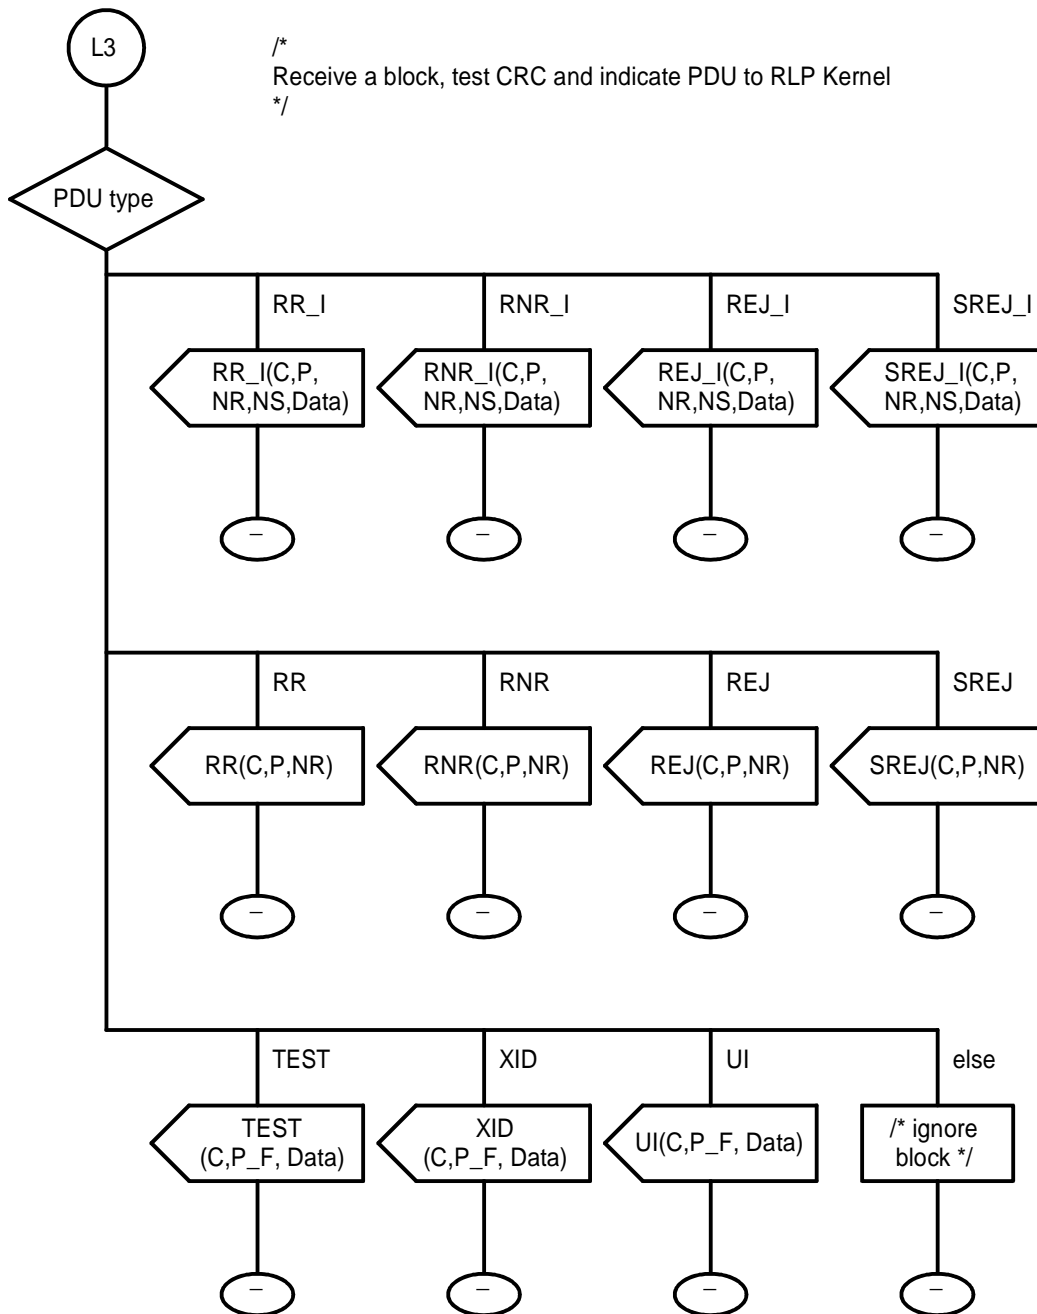 L3
/*
Receive a block, test CRC and indicate PDU to RLP Kernel
*/
PDU type
RR_I
RNR_I
REJ_I
SREJ_I
RR_I(C,P,
NR,NS,Data)
RNR_I(C,P,
NR,NS,Data)
REJ_I(C,P,
NR,NS,Data)
SREJ_I(C,P,
NR,NS,Data)
–
–
–
–
RR
RNR
REJ
SREJ
RR(C,P,NR)
RNR(C,P,NR)
REJ(C,P,NR)
SREJ(C,P,NR)
–
–
–
–
TEST
XID
UI
else
TEST
(C,P_F, Data)
XID
(C,P_F, Data)
UI(C,P_F, Data)
/* ignore
block */
–
–
–
–